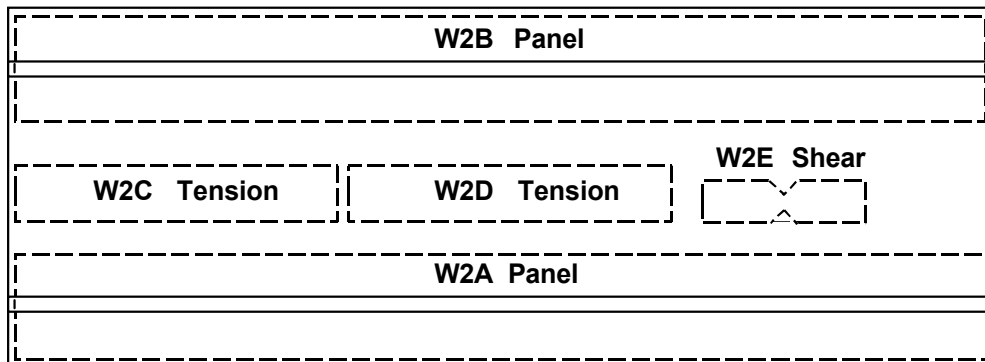 W2B Panel
W2E Shear
W2C Tension
W2D Tension
W2A Panel